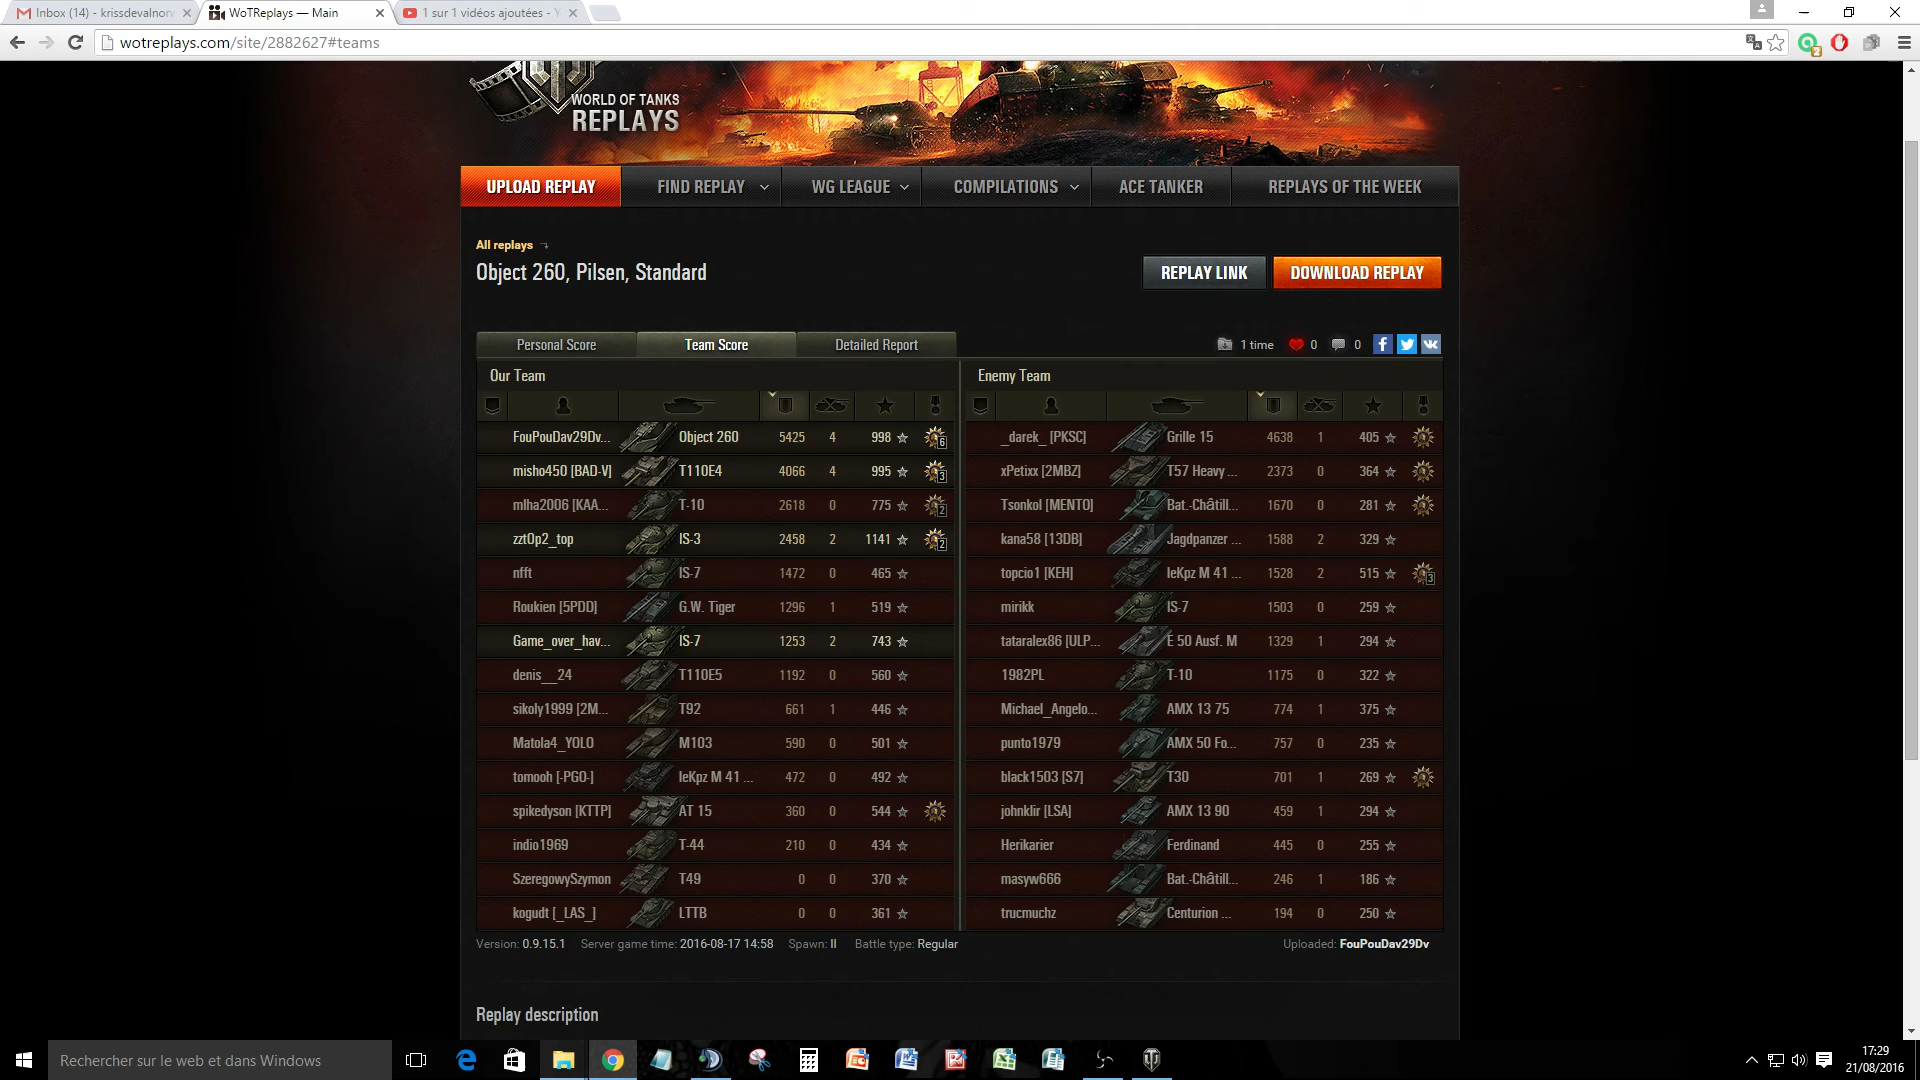 Inbox (14) - krissdevalnor
WoTReplays — Main
1 sur 1 vidéos ajoutées -
wotreplays.com/site/2882627#teams
2
WORLD OF TANKS
REPLAYS
UPLOAD REPLAY
FIND REPLAY
WG LEAGUE
COMPILATIONS
ACE TANKER
REPLAYS OF THE WEEK
All replays
Object 260, Pilsen, Standard
REPLAY LINK
DOWNLOAD REPLAY
Personal Score
Team Score
Detailed Report
1 time
0
0
Our Team
Enemy Team
FouPouDav29Dv... Object 260 5425 4 998 6
misho450 [BAD-V] T110E4 4066 4 995 3
mlha2006 [KAA... T-10 2618 0 775 2
zztOp2_top IS-3 2458 2 1141 2
nfft IS-7 1472 0 465
Roukien [5PDD] G.W. Tiger 1296 1 519
Game_over_hav... IS-7 1253 2 743
denis__24 T110E5 1192 0 560
sikoly1999 [2M... T92 661 1 446
Matola4_YOLO M103 590 0 501
tomooh [-PGO-] leKpz M 41 ... 472 0 492
spikedyson [KTTP] AT 15 360 0 544
indio1969 T-44 210 0 434
SzeregowySzymon T49 0 0 370
kogudt [_LAS_] LTTB 0 0 361
_darek_ [PKSC] Grille 15 4638 1 405
xPetixx [2MBZ] T57 Heavy ... 2373 0 364
Tsonkol [MENTO] Bat.-Châtill... 1670 0 281
kana58 [13DB] Jagdpanzer ... 1588 2 329
topcio1 [KEH] leKpz M 41 ... 1528 2 515 3
mirikk IS-7 1503 0 259
tataralex86 [ULP... E 50 Ausf. M 1329 1 294
1982PL T-10 1175 0 322
Michael_Angelo... AMX 13 75 774 1 375
punto1979 AMX 50 Fo... 757 0 235
black1503 [S7] T30 701 1 269
johnklir [LSA] AMX 13 90 459 1 294
Herikarier Ferdinand 445 0 255
masyw666 Bat.-Châtill... 246 1 186
trucmuchz Centurion ... 194 0 250
Version: 0.9.15.1 Server game time: 2016-08-17 14:58 Spawn: II Battle type: Regular
Uploaded: FouPouDav29Dv
Replay description
Rechercher sur le web et dans Windows
17:29
21/08/2016